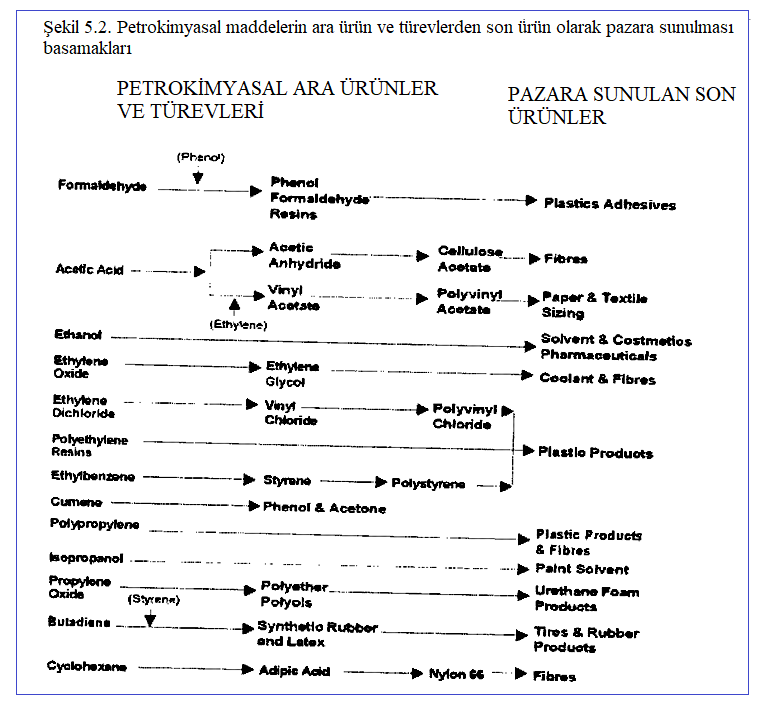 Şekil 5.2. Petrokimyasal maddelerin ara ürün ve türevlerden son ürün olarak pazara sunulması
basamakları
PETROKİMYASAL ARA ÜRÜNLER
VE TÜREVLERİ
PAZARA SUNULAN SON
ÜRÜNLER
(Phenol)
Formaldehyde
Phenol
Formaldehyde
Resins
Plastics Adhesives
Acetic Acid
Acetic
Anhydride
Cellulose
Acetate
Fibres
Vinyl
Acetate
Polyvinyl
Acetate
Paper & Textile
Sizing
(Ethylene)
Ethanol
Solvent & Costmetios
Pharmaceuticals
Ethylene
Oxide
Ethylene
Glycol
Coolant & Fibres
Ethylene
Dichloride
Vinyl
Chloride
Polyvinyl
Chloride
Polyethylene
Resins
Plastic Products
Ethylbenzene
Styrene
Polystyrene
Cumene
Phenol & Acetone
Polypropylene
Plastic Products
& Fibres
Isopropanol
Paint Solvent
Propylene
Oxide
Polyether
Polyols
Urethane Foam
Products
(Styrene)
Butadiene
Synthetic Rubber
and Latex
Tires & Rubber
Products
Cyclohexane
Adipic Acid
Nylon 66
Fibres